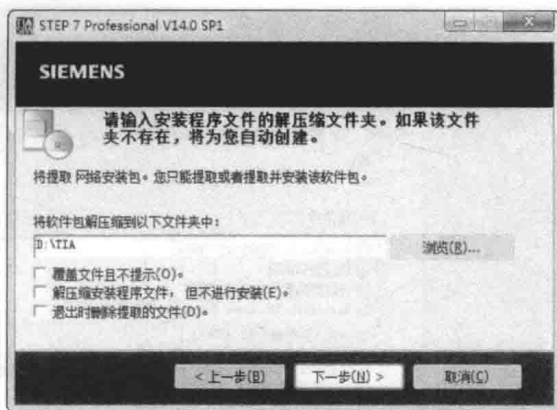 STEP 7 Professional V14.0 SP1
SIEMENS
请输入安装程序文件的解压缩文件夹。如果该文件
夹不存在，将为您自动创建。
将提取 网络安装包。您只能提取或者提取并安装该软件包。
将软件包解压缩到以下文件夹中：
D:\TIA
浏览(R)...
覆盖文件且不提示(O)。
解压缩安装程序文件， 但不进行安装(E)。
退出时删除提取的文件(D)。
< 上一步(B)
下一步(N) >
取消(C)